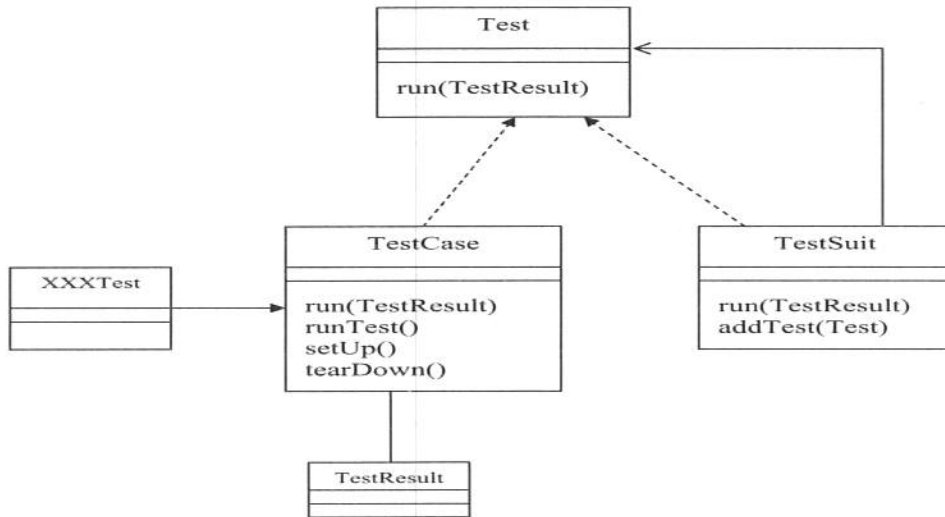 Test
run(TestResult)
TestCase
run(TestResult)
runTest()
setUp()
tearDown()
TestSuit
run(TestResult)
addTest(Test)
XXXTest
TestResult